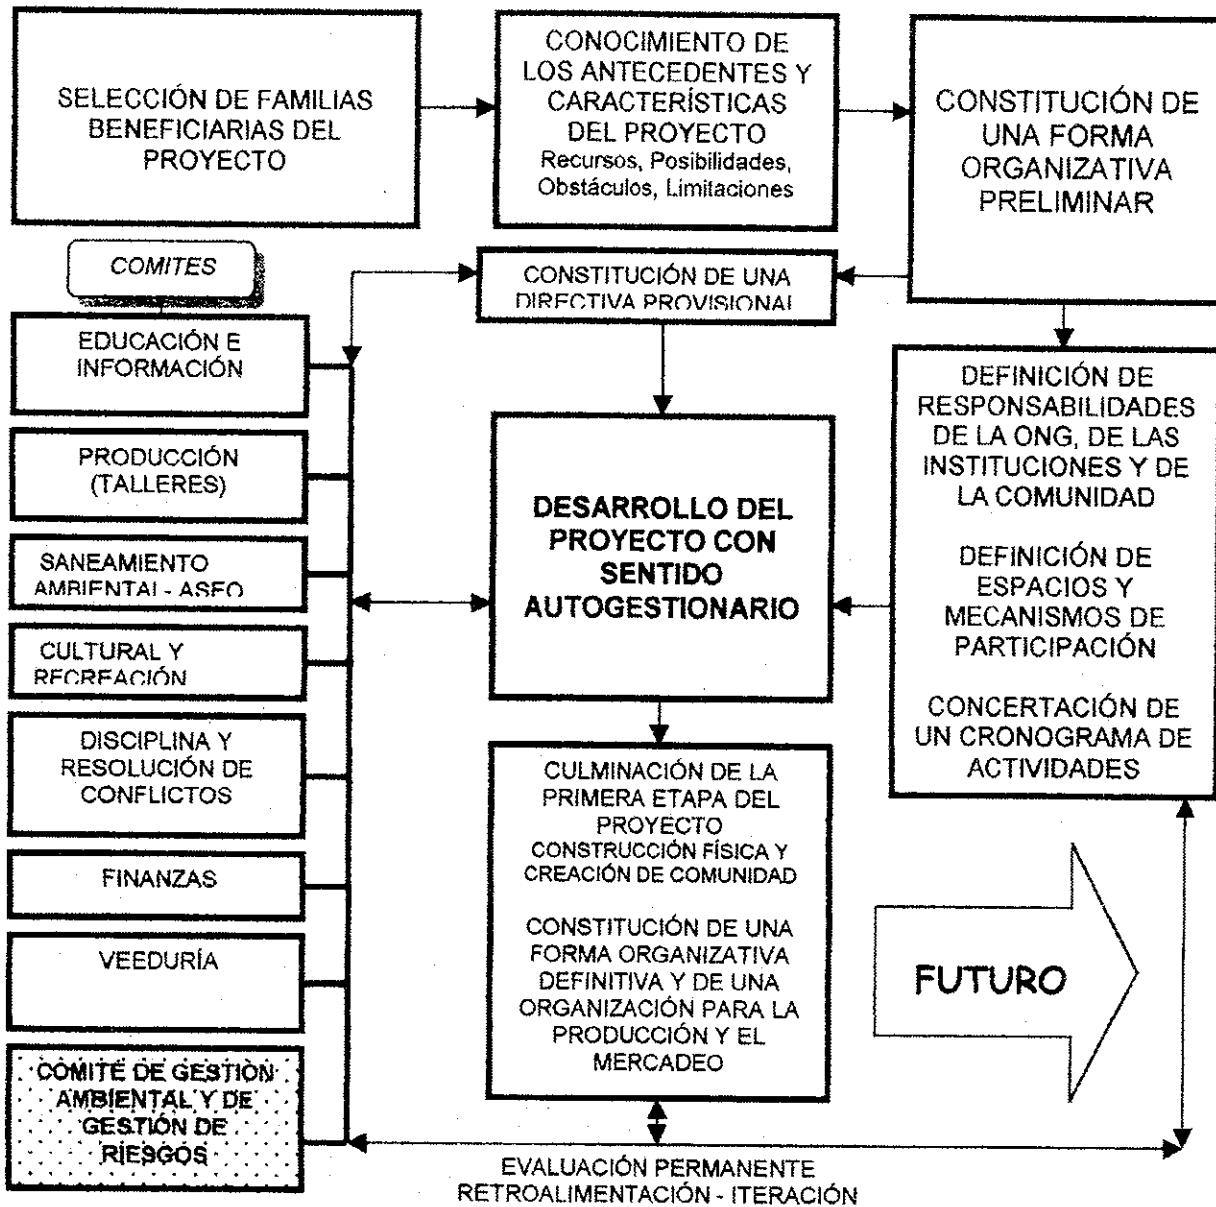 SELECCIÓN DE FAMILIAS
BENEFICIARIAS DEL
PROYECTO
CONOCIMIENTO DE
LOS ANTECEDENTES Y
CARACTERÍSTICAS
DEL PROYECTO
Recursos, Posibilidades,
Obstáculos, Limitaciones
CONSTITUCIÓN DE
UNA FORMA
ORGANIZATIVA
PRELIMINAR
COMITES
CONSTITUCIÓN DE UNA
DIRECTIVA PROVISIONAL
EDUCACIÓN E
INFORMACIÓN
PRODUCCIÓN
(TALLERES)
SANEAMIENTO
AMBIENTAL - ASEO
CULTURAL Y
RECREACIÓN
DISCIPLINA Y
RESOLUCIÓN DE
CONFLICTOS
FINANZAS
VEEDURÍA
COMITÉ DE GESTIÓN
AMBIENTAL Y DE
GESTIÓN DE
RIESGOS
DESARROLLO DEL
PROYECTO CON
SENTIDO
AUTOGESTIONARIO
DEFINICIÓN DE
RESPONSABILIDADES
DE LA ONG, DE LAS
INSTITUCIONES Y DE
LA COMUNIDAD
DEFINICIÓN DE
ESPACIOS Y
MECANISMOS DE
PARTICIPACIÓN
CONCERTACIÓN DE
UN CRONOGRAMA DE
ACTIVIDADES
CULMINACIÓN DE LA
PRIMERA ETAPA DEL
PROYECTO
CONSTRUCCIÓN FÍSICA Y
CREACIÓN DE COMUNIDAD
CONSTITUCIÓN DE UNA
FORMA ORGANIZATIVA
DEFINITIVA Y DE UNA
ORGANIZACIÓN PARA LA
PRODUCCIÓN Y EL
MERCADEO
FUTURO
EVALUACIÓN PERMANENTE
RETROALIMENTACIÓN - ITERACIÓN